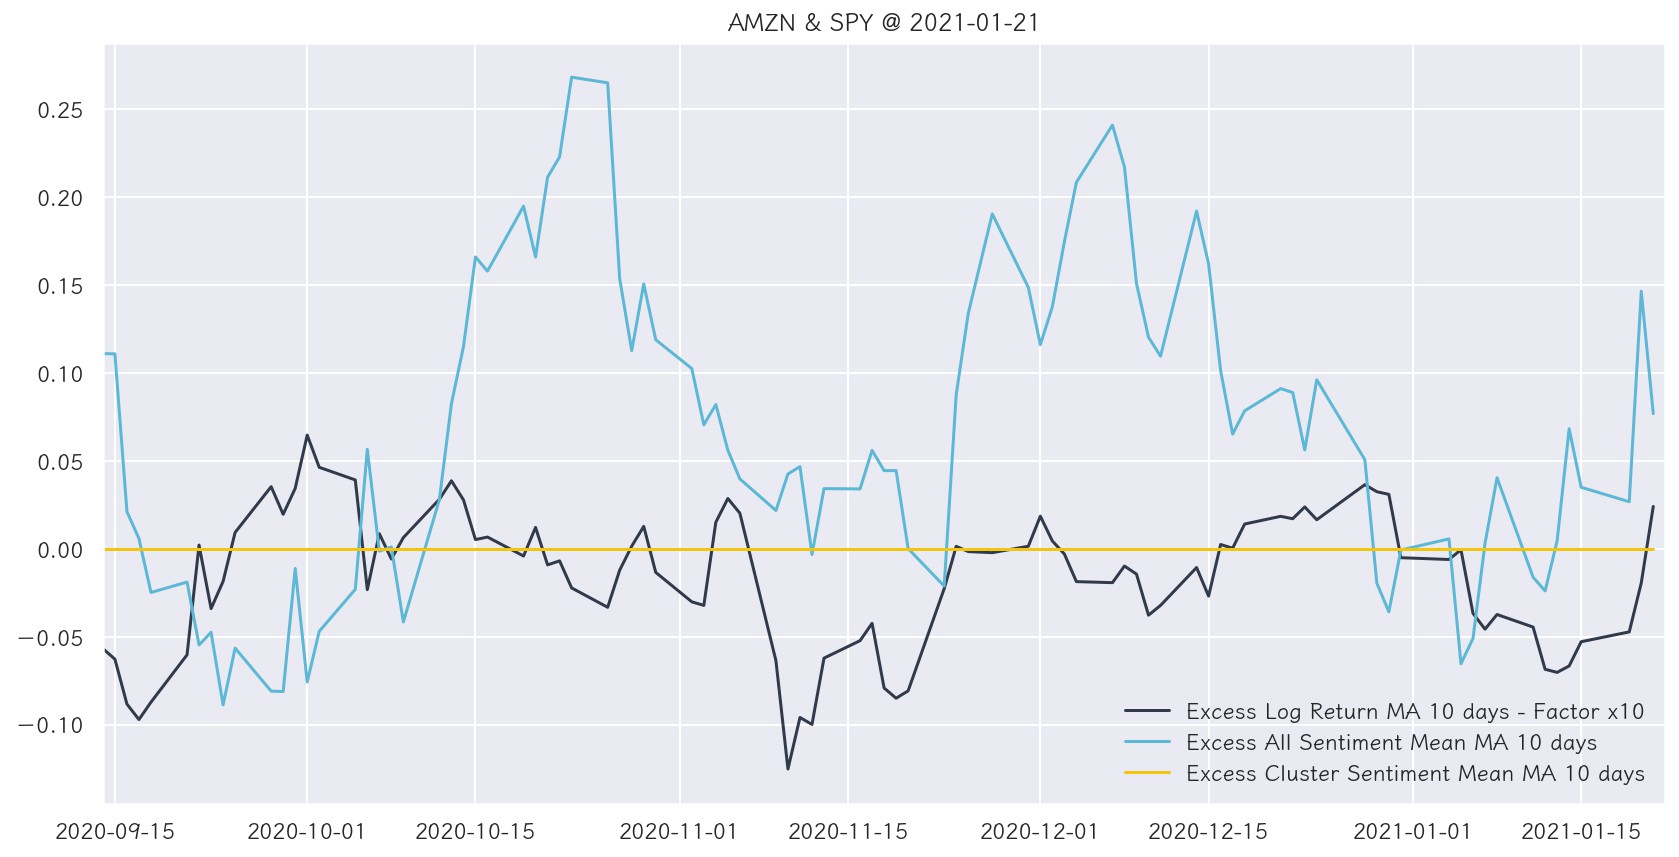 AMZN & SPY @ 2021-01-21
0.25
0.20
0.15
0.10
0.05
0.00
−0.05
−0.10
Excess Log Return MA 10 days - Factor x10
Excess All Sentiment Mean MA 10 days
Excess Cluster Sentiment Mean MA 10 days
2020-09-15 2020-10-01 2020-10-15 2020-11-01 2020-11-15 2020-12-01 2020-12-15 2021-01-01 2021-01-15